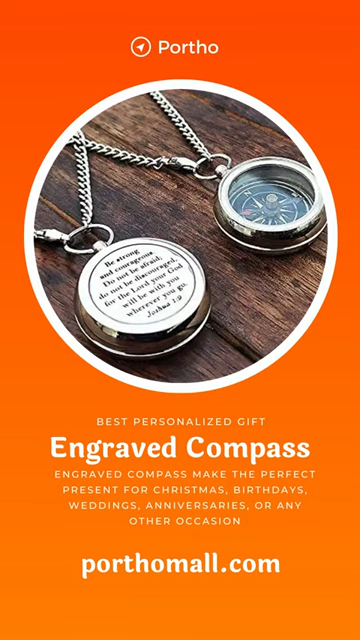 Portho
Be strong
and courageous
Do not be afraid;
do not be discouraged,
for the Lord your God
will be with you
wherever you go.
Joshua 1:9
BEST PERSONALIZED GIFT
Engraved Compass
ENGRAVED COMPASS MAKE THE PERFECT
PRESENT FOR CHRISTMAS, BIRTHDAYS,
WEDDINGS, ANNIVERSARIES, OR ANY
OTHER OCCASION
porthomall.com